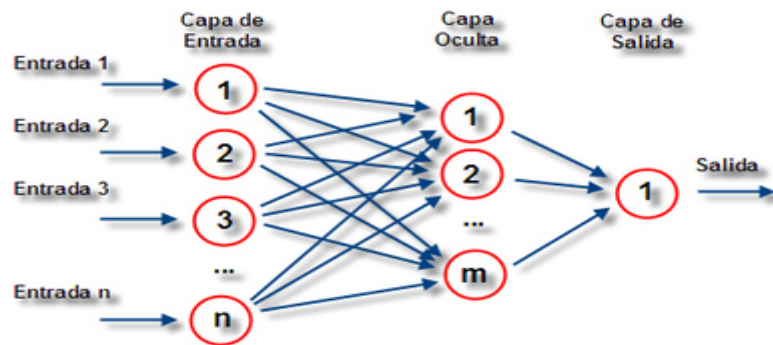 Capa de
Entrada
Capa
Oculta
Capa de
Salida
Entrada 1
1
Entrada 2
2
Entrada 3
3
...
Entrada n
n
1
2
...
m
1
Salida